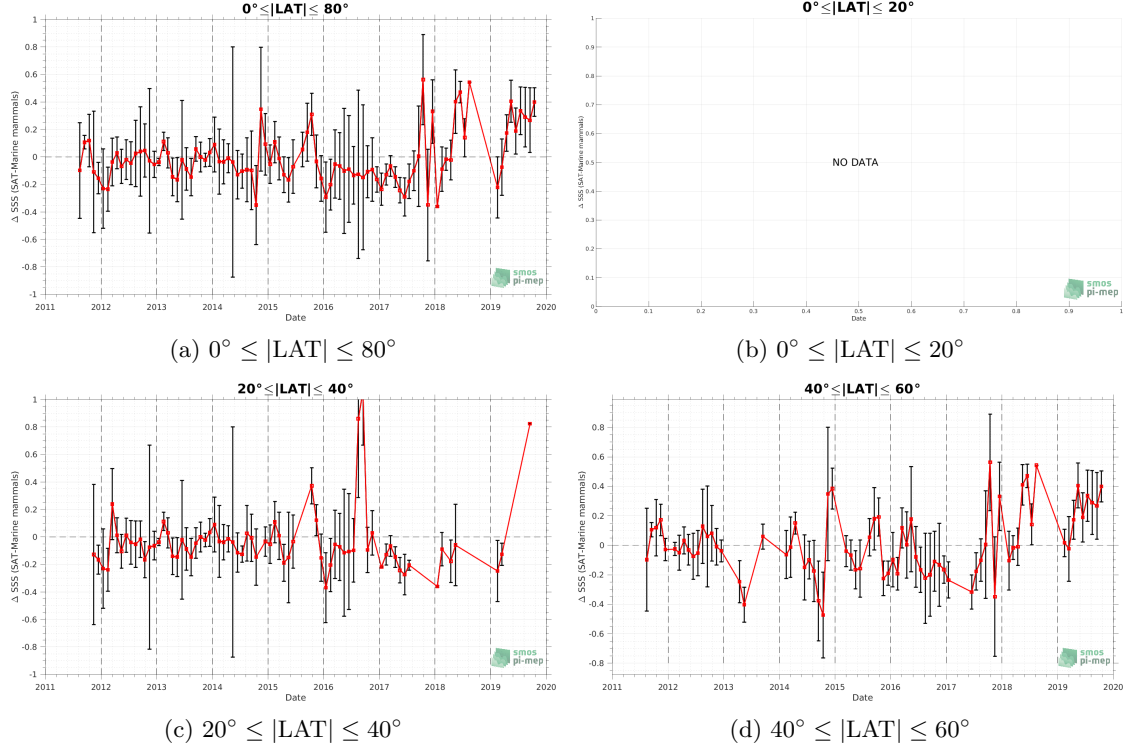 0°≤|LAT|≤ 80°
Δ SSS (SAT-Marine mammals)
1
0.8
0.6
0.4
0.2
0
-0.2
-0.4
-0.6
-0.8
-1
2011 2012 2013 2014 2015 2016 2017 2018 2019 2020
Date
smos
pi-mep
(a) 0° ≤ |LAT| ≤ 80°
0°≤|LAT|≤ 20°
Δ SSS (SAT-Marine mammals)
1
0.9
0.8
0.7
0.6
0.5
0.4
0.3
0.2
0.1
0
NO DATA
0 0.1 0.2 0.3 0.4 0.5 0.6 0.7 0.8 0.9 1
Date
smos
pi-mep
(b) 0° ≤ |LAT| ≤ 20°
20°≤|LAT|≤ 40°
Δ SSS (SAT-Marine mammals)
1
0.8
0.6
0.4
0.2
0
-0.2
-0.4
-0.6
-0.8
-1
2011 2012 2013 2014 2015 2016 2017 2018 2019 2020
Date
smos
pi-mep
(c) 20° ≤ |LAT| ≤ 40°
40°≤|LAT|≤ 60°
Δ SSS (SAT-Marine mammals)
0.8
0.6
0.4
0.2
0
-0.2
-0.4
-0.6
-0.8
2011 2012 2013 2014 2015 2016 2017 2018 2019 2020
Date
smos
pi-mep
(d) 40° ≤ |LAT| ≤ 60°